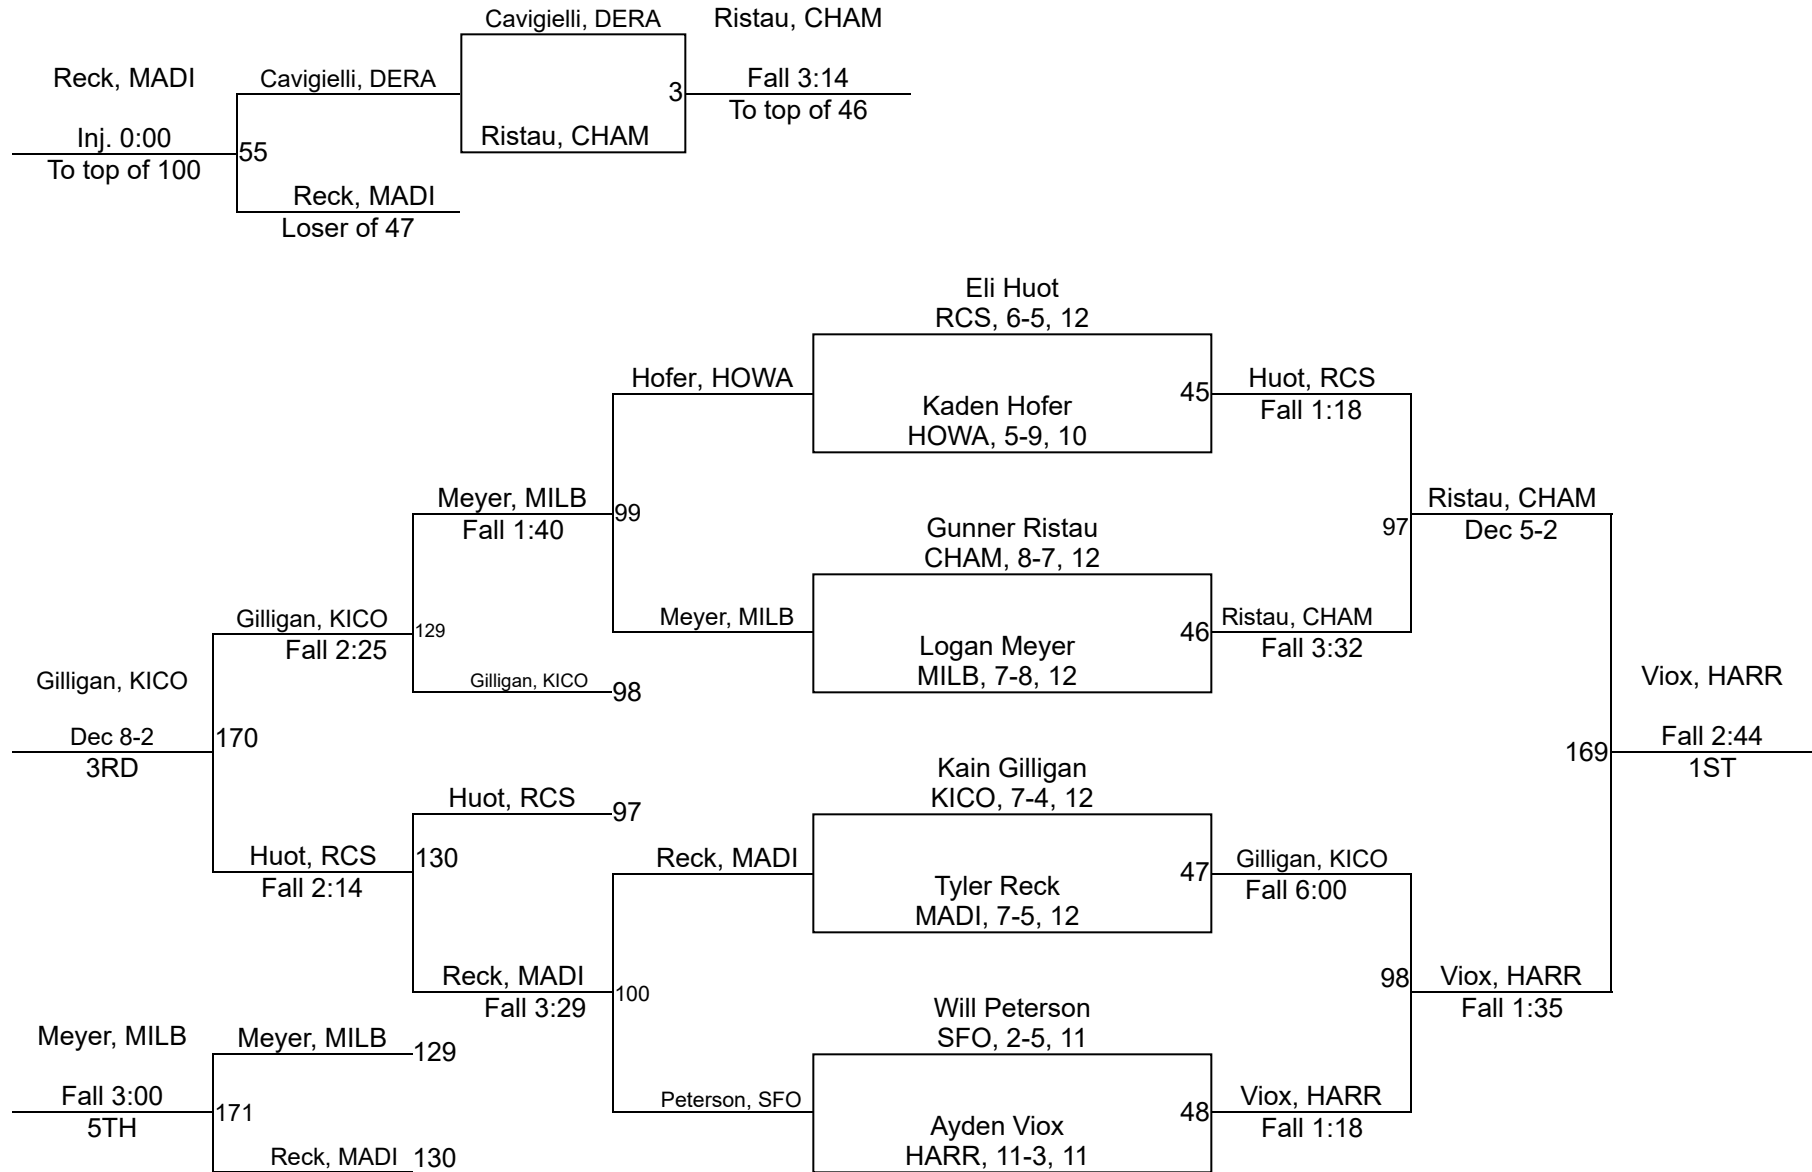 Cavigielli, DERA
Ristau, CHAM
Reck, MADI
Cavigielli, DERA
Fall 3:14
3
To top of 46
Ristau, CHAM
Inj. 0:00
55
To top of 100
Reck, MADI
Loser of 47
Eli Huot
RCS, 6-5, 12
Hofer, HOWA
45
Huot, RCS
Kaden Hofer
Fall 1:18
HOWA, 5-9, 10
Meyer, MILB
99
Ristau, CHAM
Fall 1:40
Gunner Ristau
97
Dec 5-2
CHAM, 8-7, 12
Gilligan, KICO
129
Meyer, MILB
46
Ristau, CHAM
Fall 2:25
Logan Meyer
Fall 3:32
MILB, 7-8, 12
Gilligan, KICO
Gilligan, KICO
98
Viox, HARR
Dec 8-2
170
169
Fall 2:44
3RD
1ST
Kain Gilligan
KICO, 7-4, 12
Huot, RCS
97
Huot, RCS
130
Reck, MADI
47
Gilligan, KICO
Fall 2:14
Tyler Reck
Fall 6:00
MADI, 7-5, 12
Reck, MADI
100
98
Viox, HARR
Fall 3:29
Will Peterson
Fall 1:35
SFO, 2-5, 11
Meyer, MILB
Meyer, MILB
129
Fall 3:00
171
Peterson, SFO
48
Viox, HARR
5TH
Ayden Viox
Fall 1:18
HARR, 11-3, 11
Reck, MADI
130